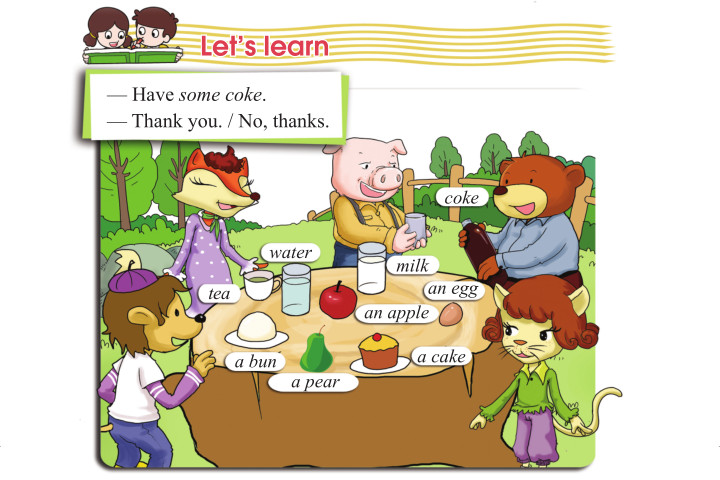 Let's learn
— Have some coke.
— Thank you. / No, thanks.
coke
water
milk
tea
an egg
an apple
a bun
a cake
a pear